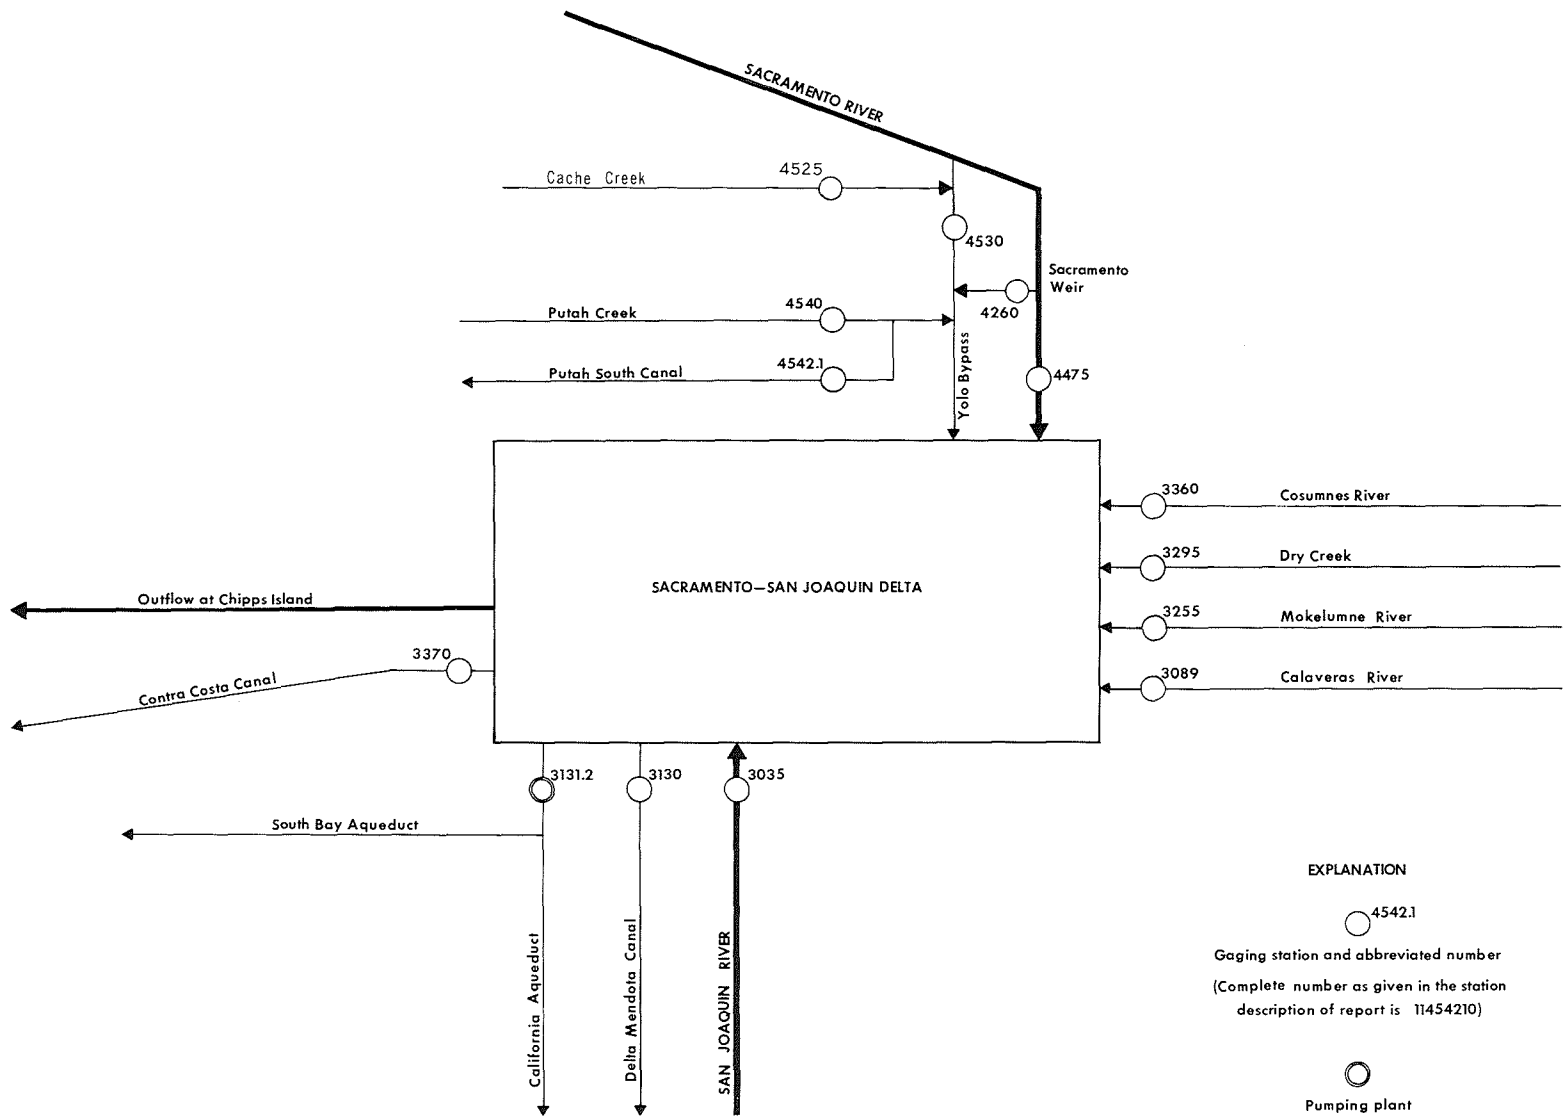 SACRAMENTO RIVER
4525
Cache Creek
4530
Sacramento
Weir
4260
4540
Putah Creek
4542.1
Putah South Canal
Yolo Bypass
4475
3360
Cosumnes River
3295
Dry Creek
SACRAMENTO—SAN JOAQUIN DELTA
Outflow at Chipps Island
3255
Mokelumne River
3370
Contra Costa Canal
3089
Calaveras River
3131.2
3130
3035
South Bay Aqueduct
California Aqueduct
Delta Mendota Canal
SAN JOAQUIN RIVER
EXPLANATION
4542.1
Gaging station and abbreviated number
(Complete number as given in the station
description of report is 11454210)
Pumping plant